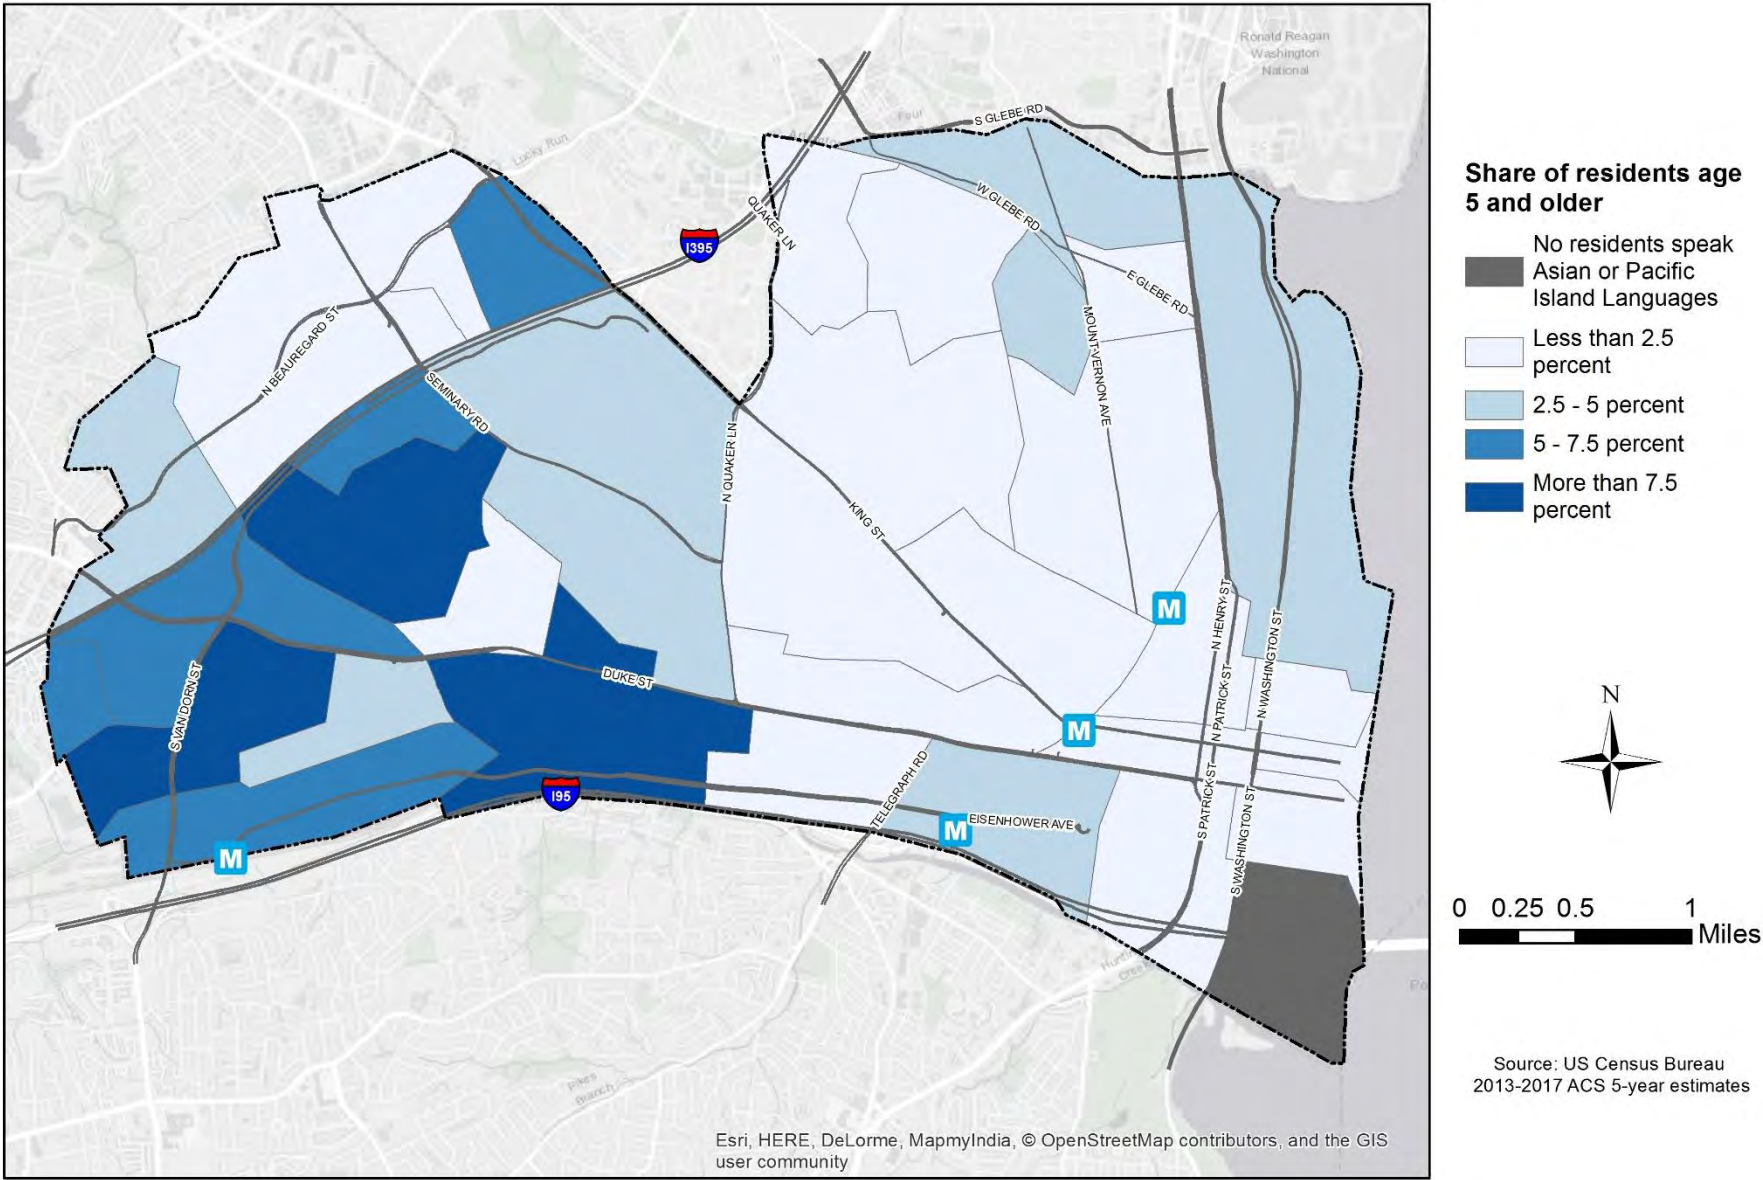 Ronald Reagan
Washington
National
Four
S GLEBE RD
Lucky Run
W GLEBE RD
QUAKER LN
I395
E GLEBE RD
N BEAUREGARD ST
MOUNT VERNON AVE
SEMINARY RD
N QUAKER LN
KING ST
M
N HENRY ST
N WASHINGTON ST
DUKE ST
S VAN DORN ST
N PATRICK ST
M
TELEGRAPH RD
I95
S PATRICK ST
EISENHOWER AVE
M
S WASHINGTON ST
M
Pikes
Branch
Esri, HERE, DeLorme, MapmyIndia, © OpenStreetMap contributors, and the GIS
user community
Share of residents age
5 and older
No residents speak
Asian or Pacific
Island Languages
Less than 2.5
percent
2.5 - 5 percent
5 - 7.5 percent
More than 7.5
percent
N
0 0.25 0.5 1
Miles
Source: US Census Bureau
2013-2017 ACS 5-year estimates